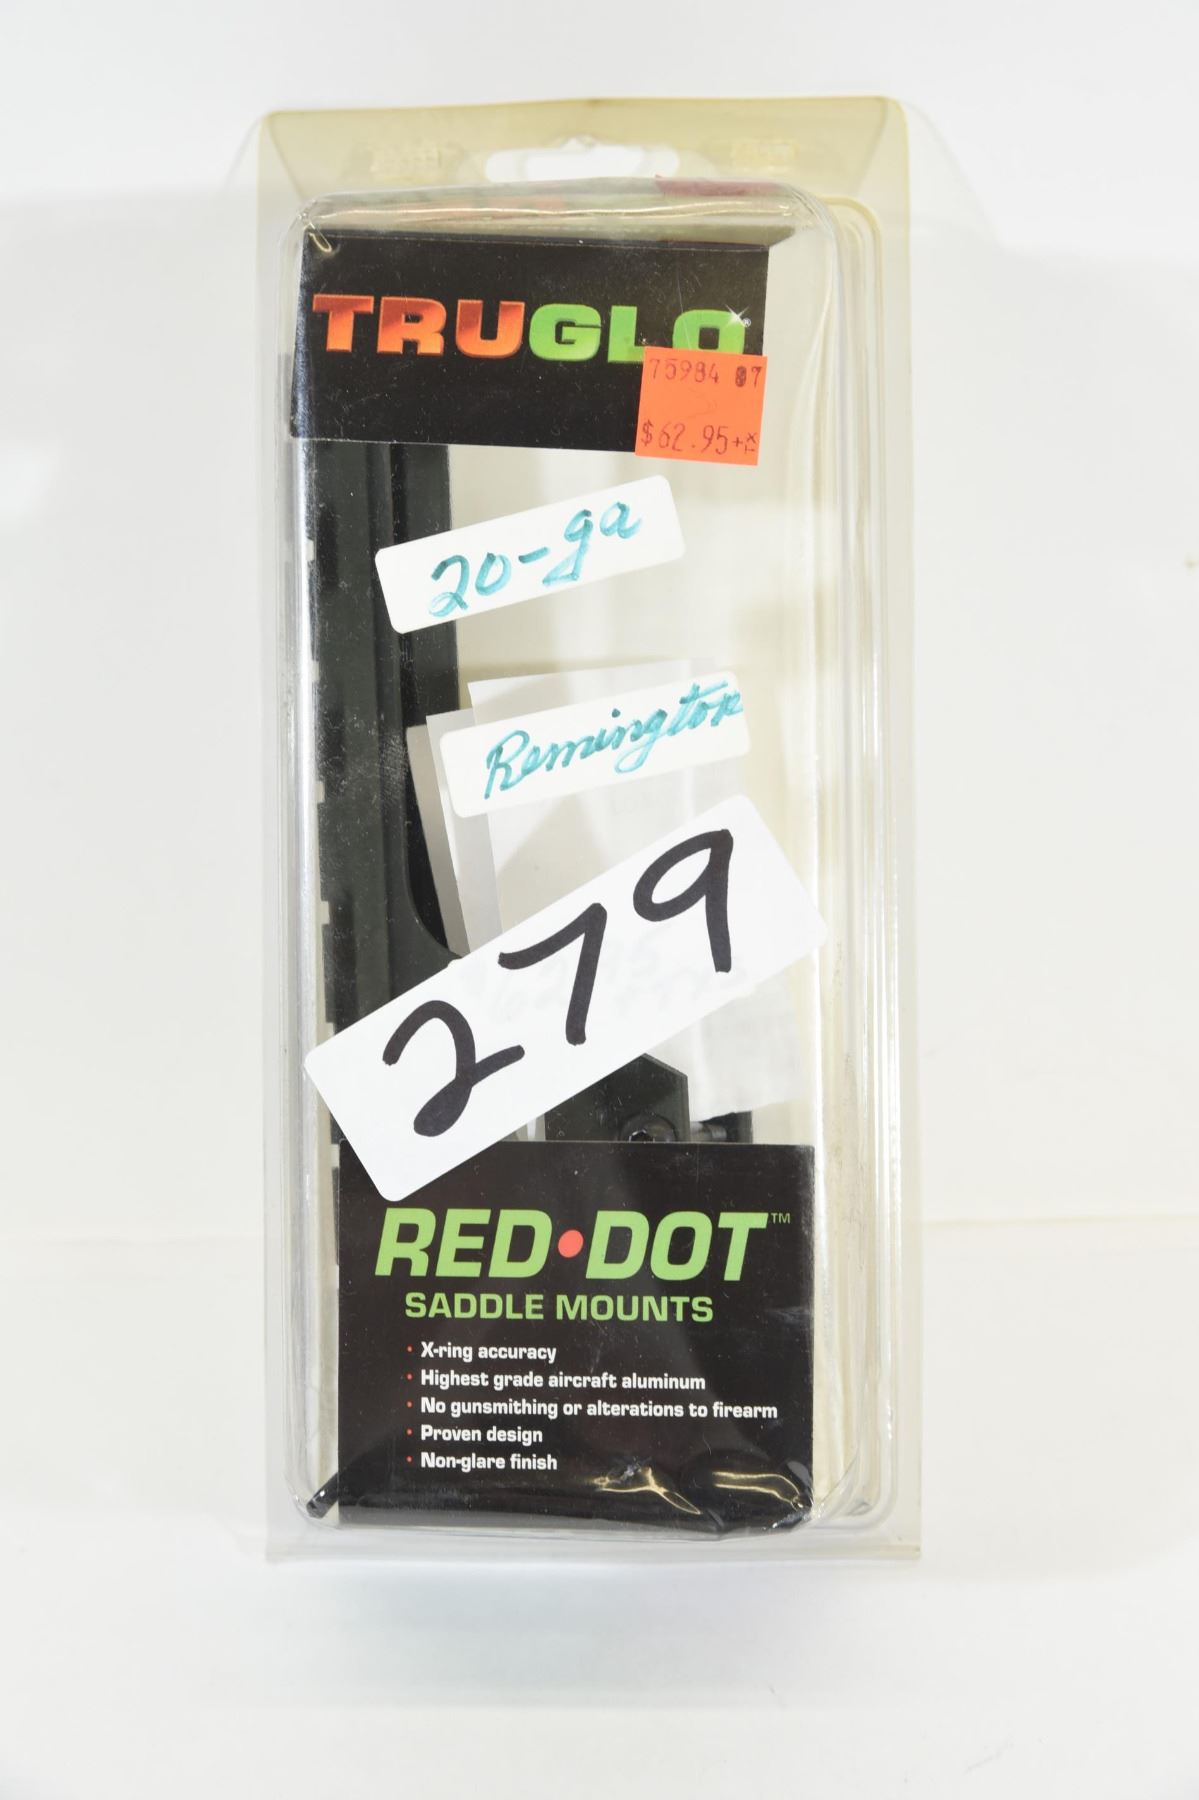 TRUGLO®
75984 07
$62.95+
20-ga
Remington
279
RED•DOT™
SADDLE MOUNTS
• X-ring accuracy
• Highest grade aircraft aluminum
• No gunsmithing or alterations to firearm
• Proven design
• Non-glare finish